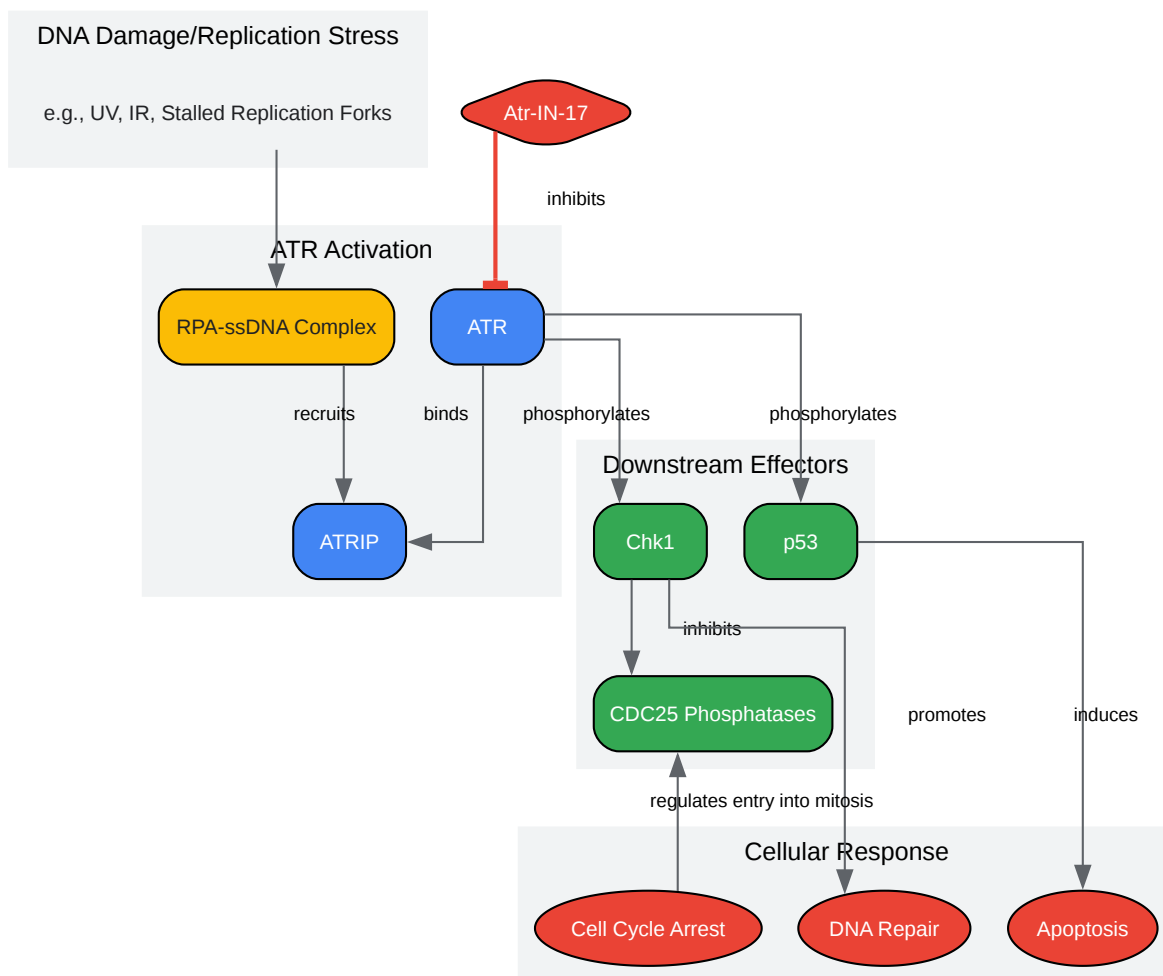 DNA Damage/Replication Stress
e.g., UV, IR, Stalled Replication Forks
Atr-IN-17
inhibits
ATR Activation
RPA-ssDNA Complex
ATR
recruits
binds
phosphorylates
phosphorylates
Downstream Effectors
ATRIP
Chk1
p53
inhibits
CDC25 Phosphatases
promotes
induces
regulates entry into mitosis
Cellular Response
Cell Cycle Arrest
DNA Repair
Apoptosis